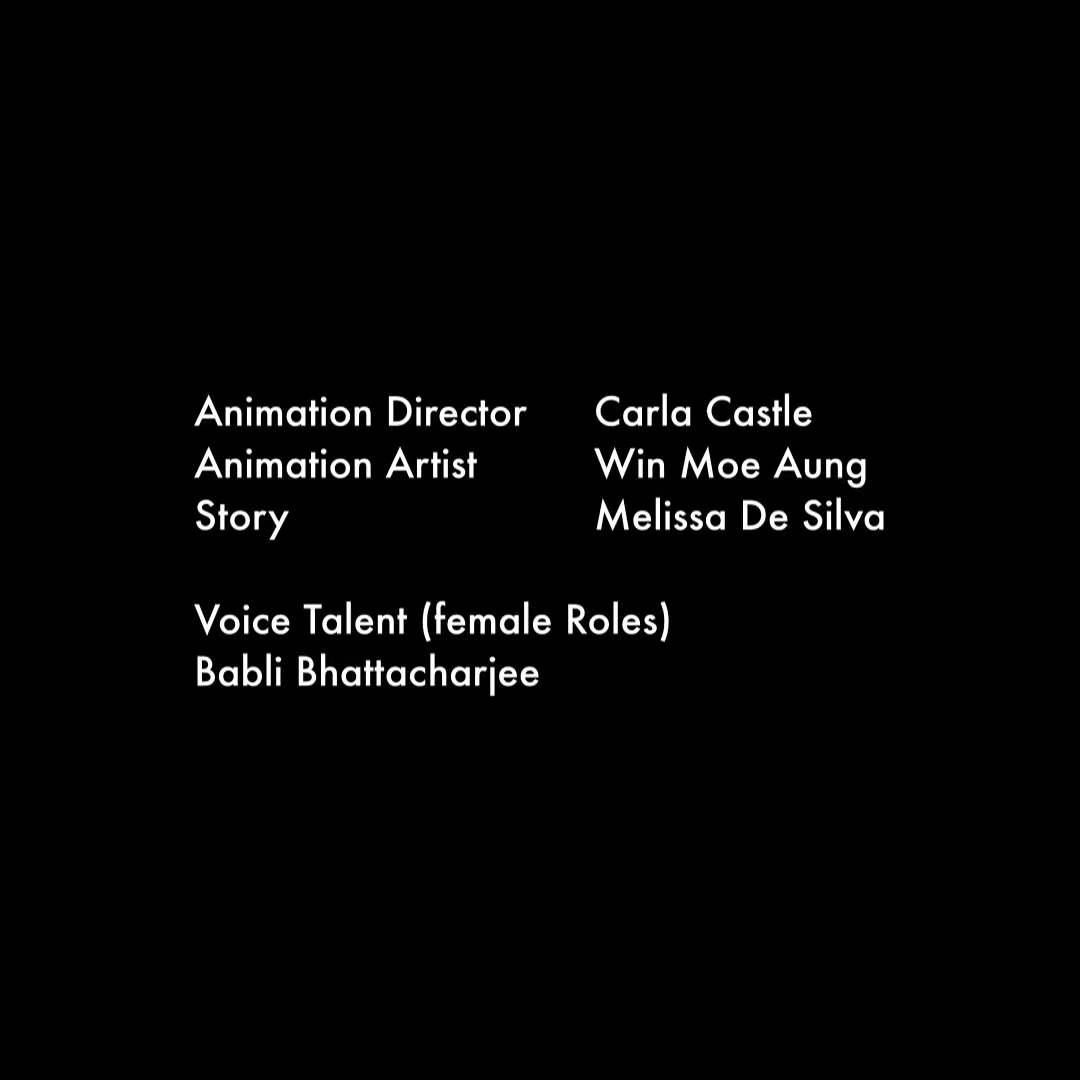 Animation Director Carla Castle
Animation Artist Win Moe Aung
Story Melissa De Silva
Voice Talent (female Roles)
Babli Bhattacharjee